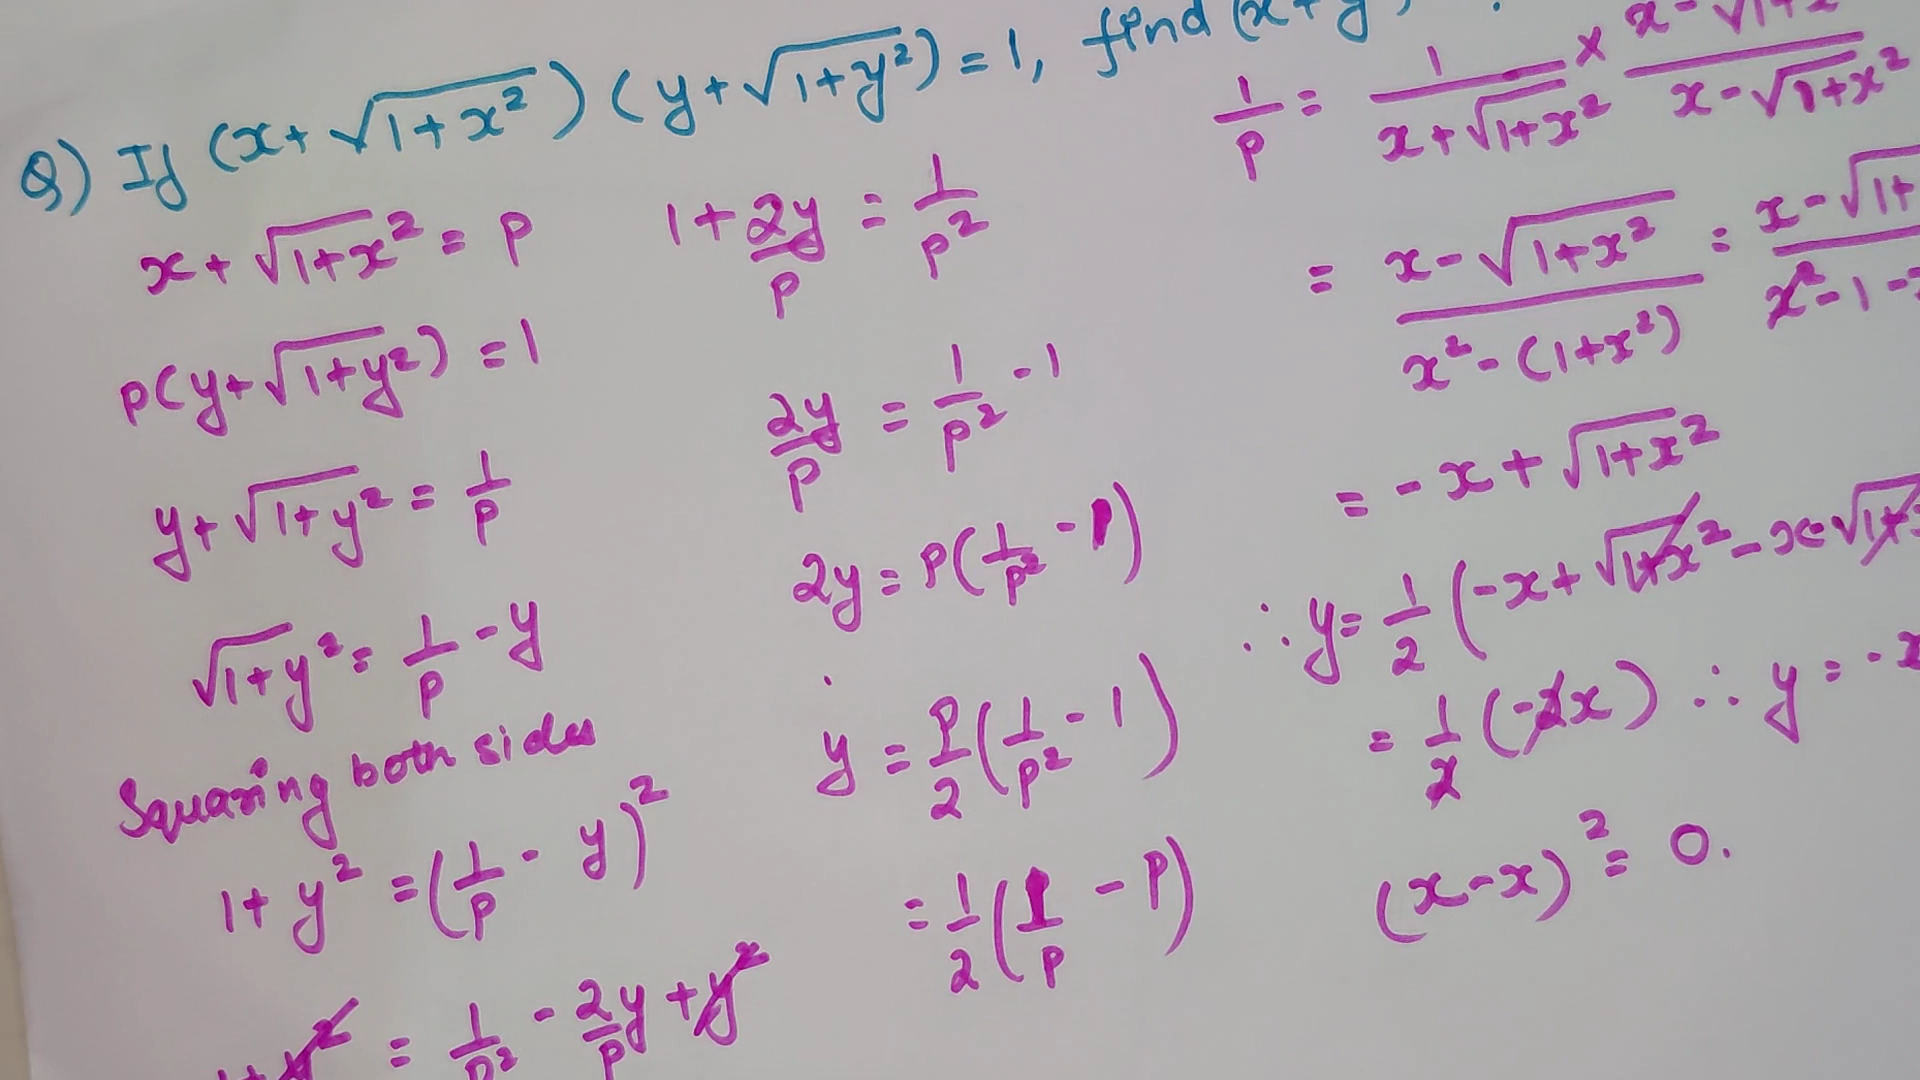 Q) If (x+√1+x²)(y+√1+y²)=1, find (x+y)
x+√1+x² = p
p(y+√1+y²) =1
y+√1+y² = 1/p
√1+y² = 1/p - y
Squaring both sides
1+ y² = (1/p - y)²
= 1/p² - 2y/p + y²
1+ 2y/p = 1/p²
2y/p = 1/p² - 1
2y = p(1/p² - 1)
y = p/2 (1/p² - 1)
= 1/2 (1/p - p)
1/p = 1/(x+√1+x²) × (x-√1+x)/(x-√1+x²)
= (x-√1+x²)/(x²-(1+x²)) = (x-√1+)/(x²-1-)
= -x+√1+x²
∴ y= 1/2 (-x+√1+x² - x-√1+
= 1/2 (-2x) ∴ y = -x
(x-x)² = 0.